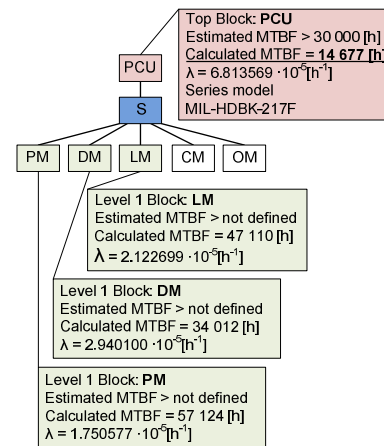 Top Block: PCU
Estimated MTBF > 30 000 [h]
Calculated MTBF = 14 677 [h]
λ = 6.813569 ·10-5[h-1]
Series model
MIL-HDBK-217F
PCU
S
PM DM LM CM OM
Level 1 Block: LM
Estimated MTBF > not defined
Calculated MTBF = 47 110 [h]
λ = 2.122699 ·10-5[h-1]
Level 1 Block: DM
Estimated MTBF > not defined
Calculated MTBF = 34 012 [h]
λ = 2.940100 ·10-5[h-1]
Level 1 Block: PM
Estimated MTBF > not defined
Calculated MTBF = 57 124 [h]
λ = 1.750577 ·10-5[h-1]